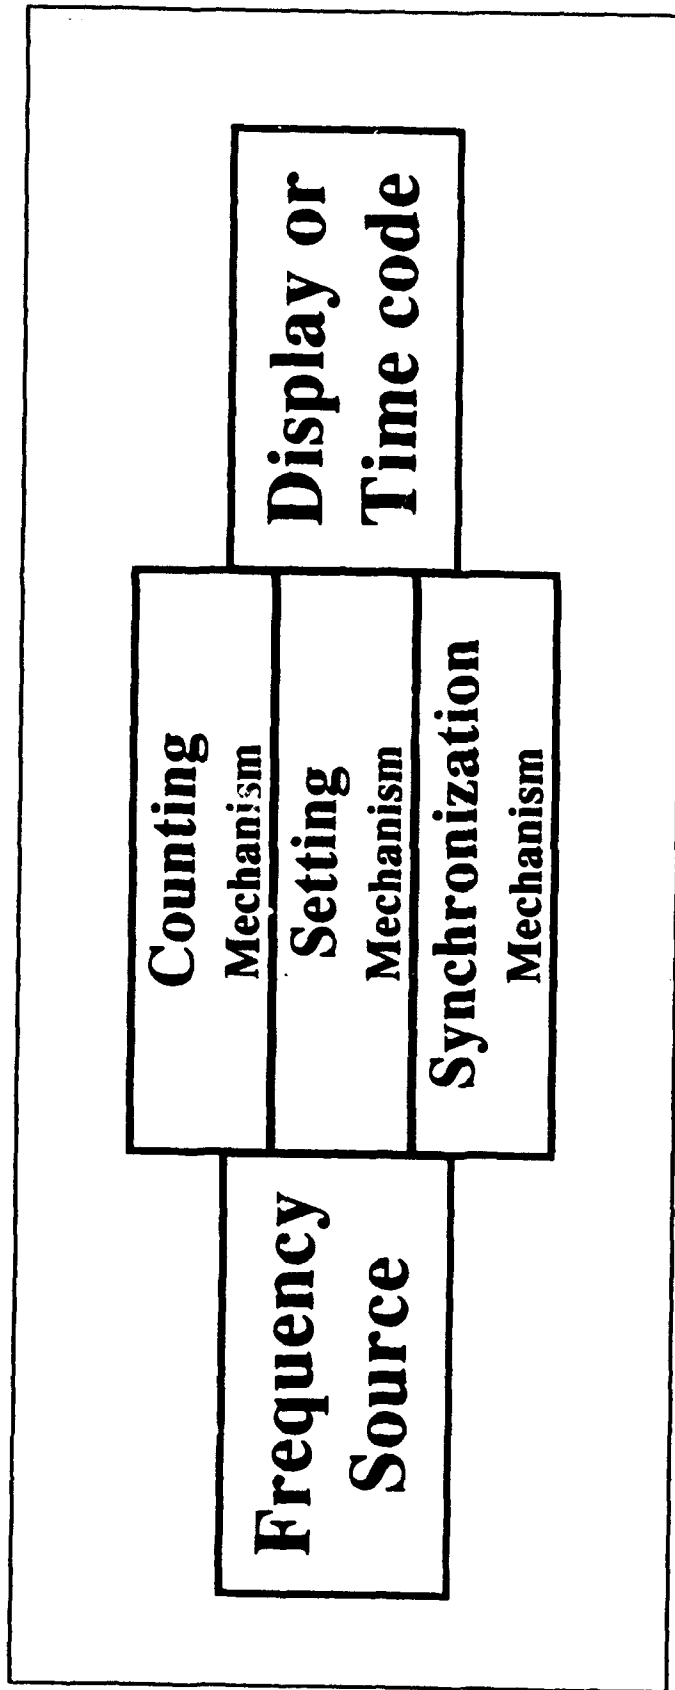 Frequency
Source
Counting
Mechanism
Setting
Mechanism
Synchronization
Mechanism
Display or
Time code